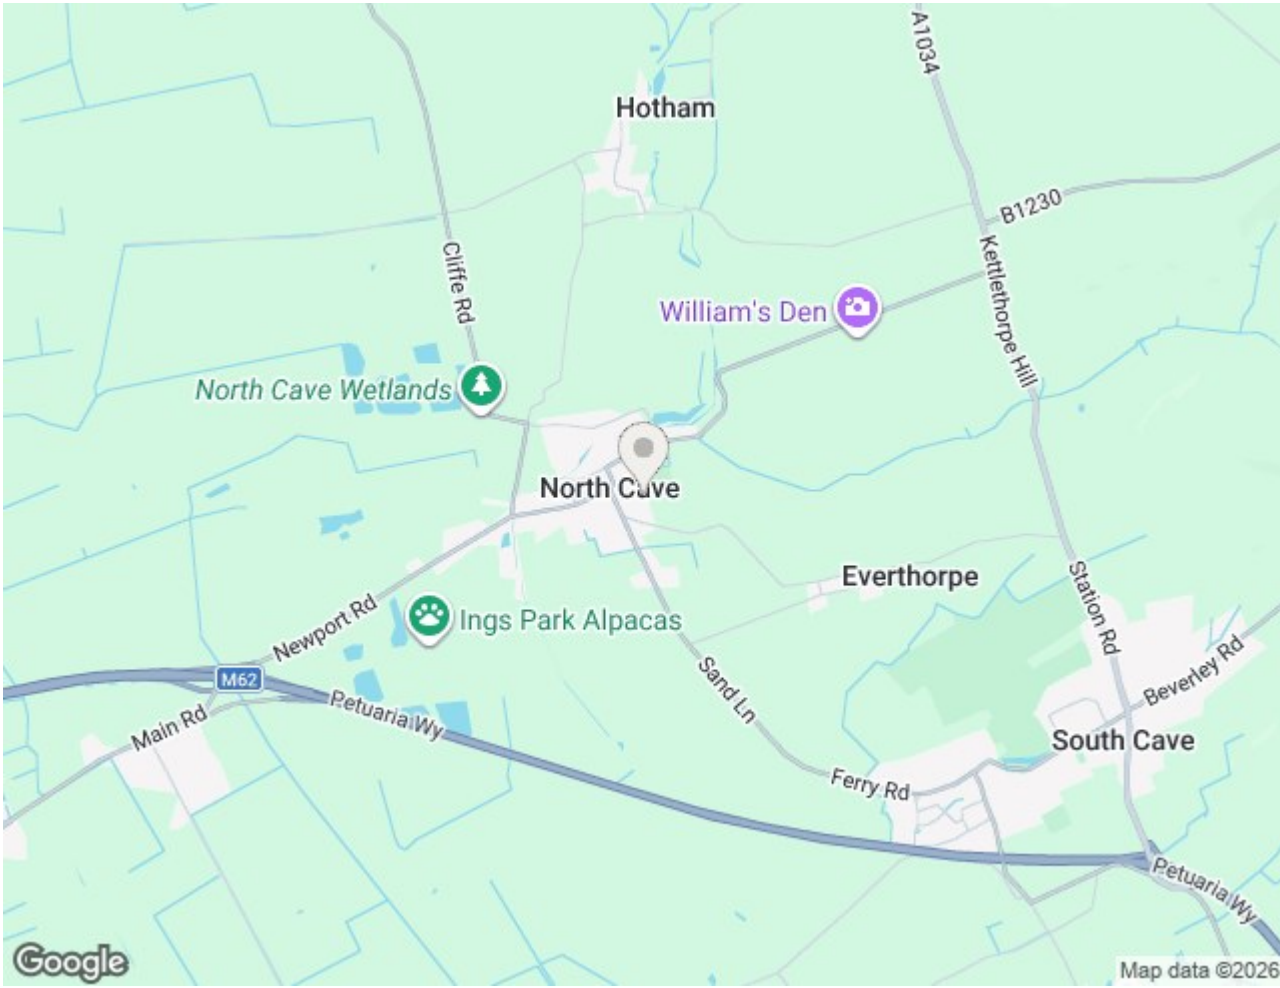 A1034
Hotham
B1230
Cliffe Rd
Kettlethorpe Hill
William's Den
North Cave Wetlands
North Cave
Everthorpe
Station Rd
Newport Rd
Ings Park Alpacas
Beverley Rd
M62
Sand Ln
Petuaria Wy
Main Rd
South Cave
Ferry Rd
Petuaria Wy
Google
Map data ©2026